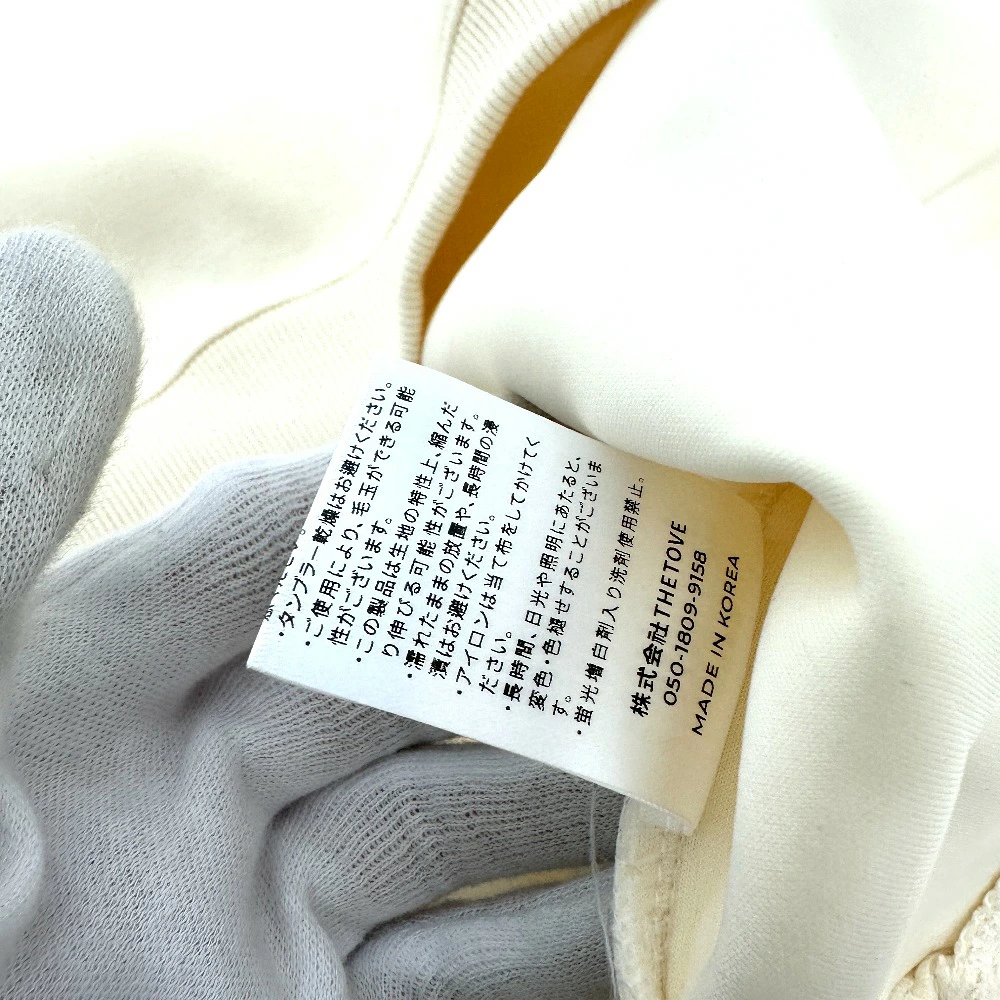 ・タンブラー乾燥はお避けください。
・ご使用により、毛玉ができる可能
性がございます。
・この製品は生地の特性上、縮んだ
り伸びる可能性がございます。
・濡れたままの放置や、長時間の浸
漬はお避けください。
・アイロンは当て布をしてかけてく
ださい。
・長時間、日光や照明にあたると、
変色・色褪せすることがございま
す。
・蛍光増白剤入り洗剤使用禁止。
株式会社THETOVE
050-1809-9158
MADE IN KOREA